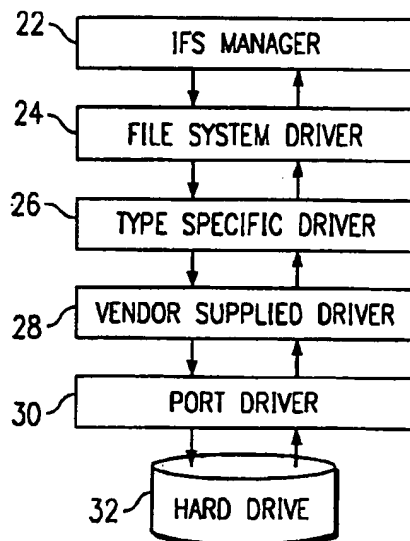 22
IFS MANAGER
24
FILE SYSTEM DRIVER
26
TYPE SPECIFIC DRIVER
28
VENDOR SUPPLIED DRIVER
30
PORT DRIVER
32
HARD DRIVE